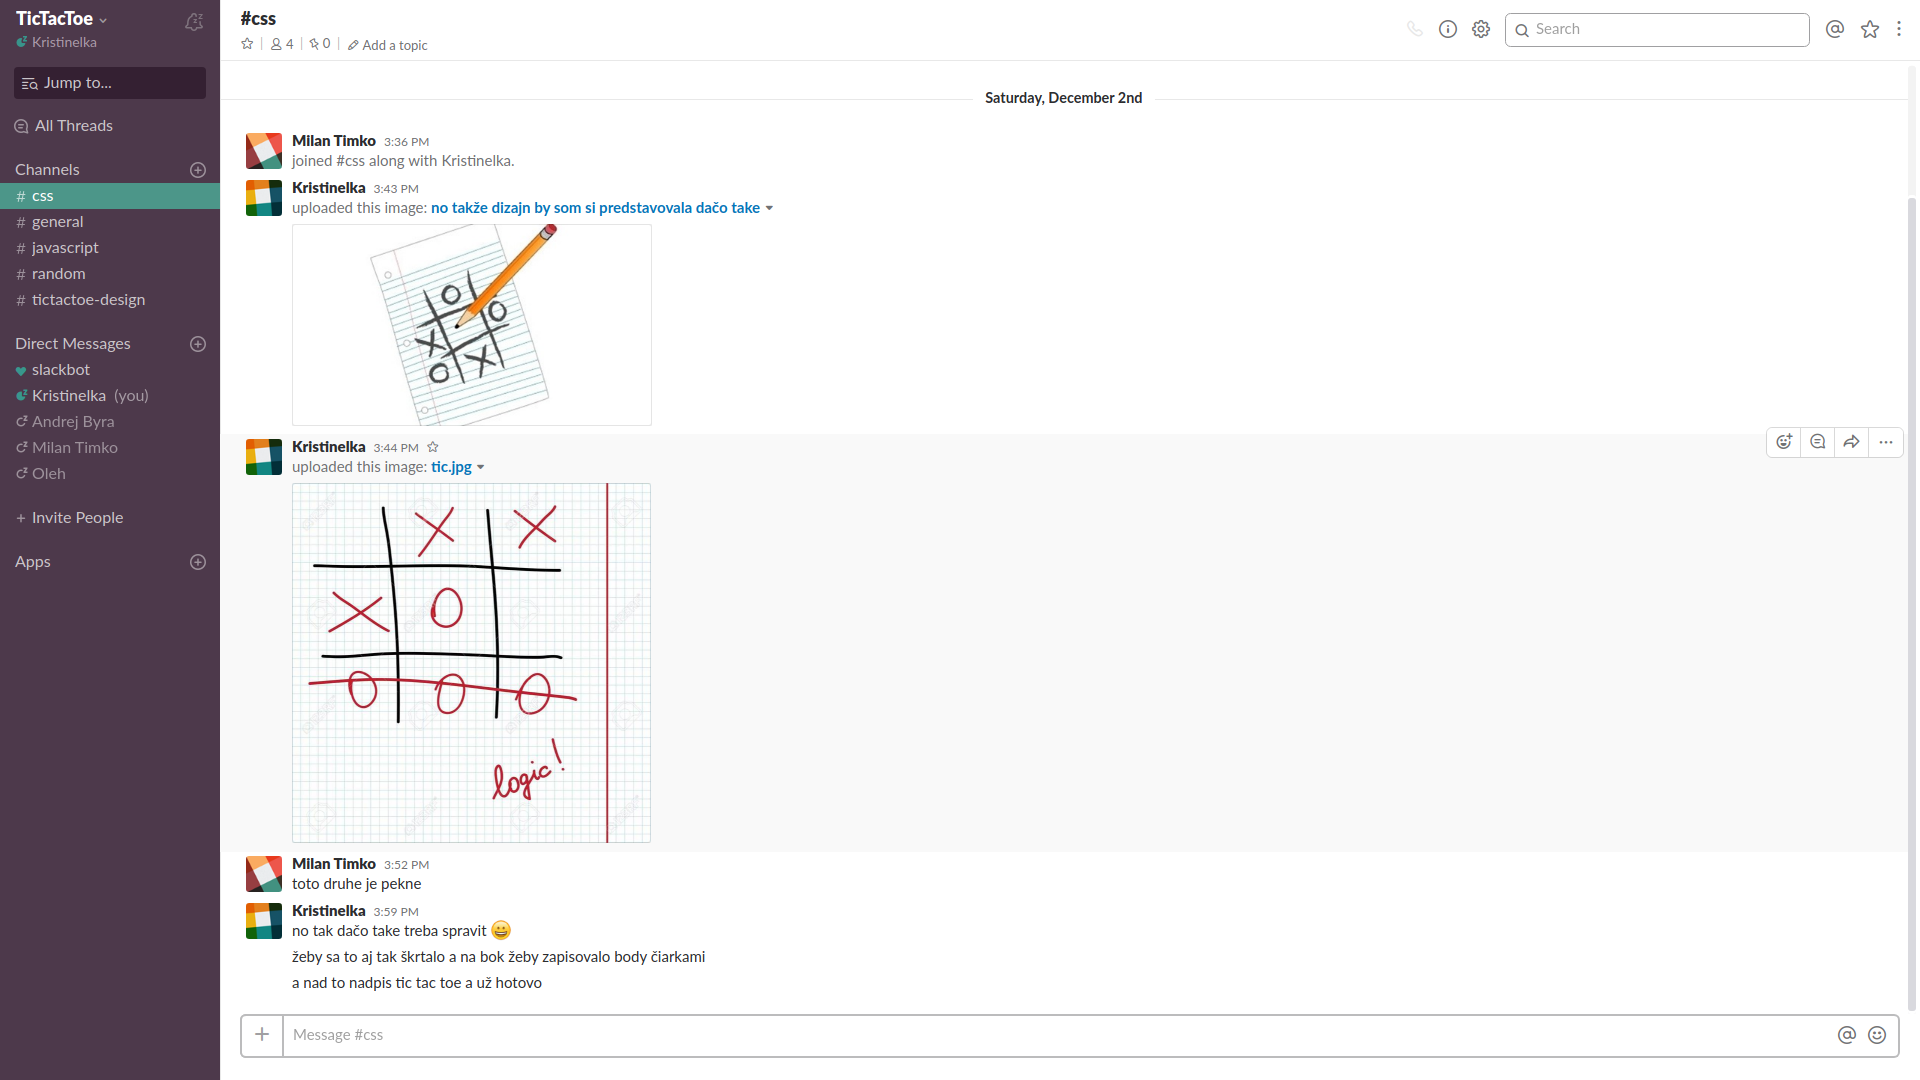 TicTacToe
Kristinelka
Jump to...
All Threads
Channels
# css
# general
# javascript
# random
# tictactoe-design
Direct Messages
slackbot
Kristinelka (you)
Andrej Byra
Milan Timko
Oleh
+ Invite People
Apps
#css
4
0
Add a topic
Search
Saturday, December 2nd
Milan Timko 3:36 PM
joined #css along with Kristinelka.
Kristinelka 3:43 PM
uploaded this image: no takže dizajn by som si predstavovala dačo take
O
O
X
O X
Kristinelka 3:44 PM
uploaded this image: tic.jpg
X X
X O
O O O
logic!
Milan Timko 3:52 PM
toto druhe je pekne
Kristinelka 3:59 PM
no tak dačo take treba spravit 😀
žeby sa to aj tak škrtalo a na bok žeby zapisovalo body čiarkami
a nad to nadpis tic tac toe a už hotovo
Message #css